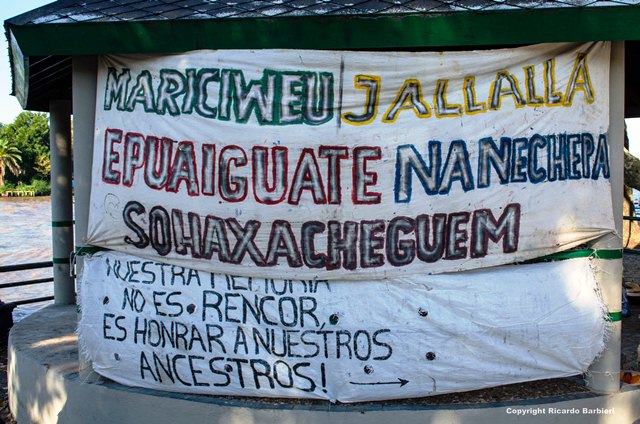 MARICIWEU JALLALLA
EPUAIGUATE NANECHEPA
SOHAXACHEGUEM
NUESTRA MEMORIA
NO ES RENCOR,
ES HONRAR A NUESTROS
ANCESTROS!
Copyright Ricardo Barbieri